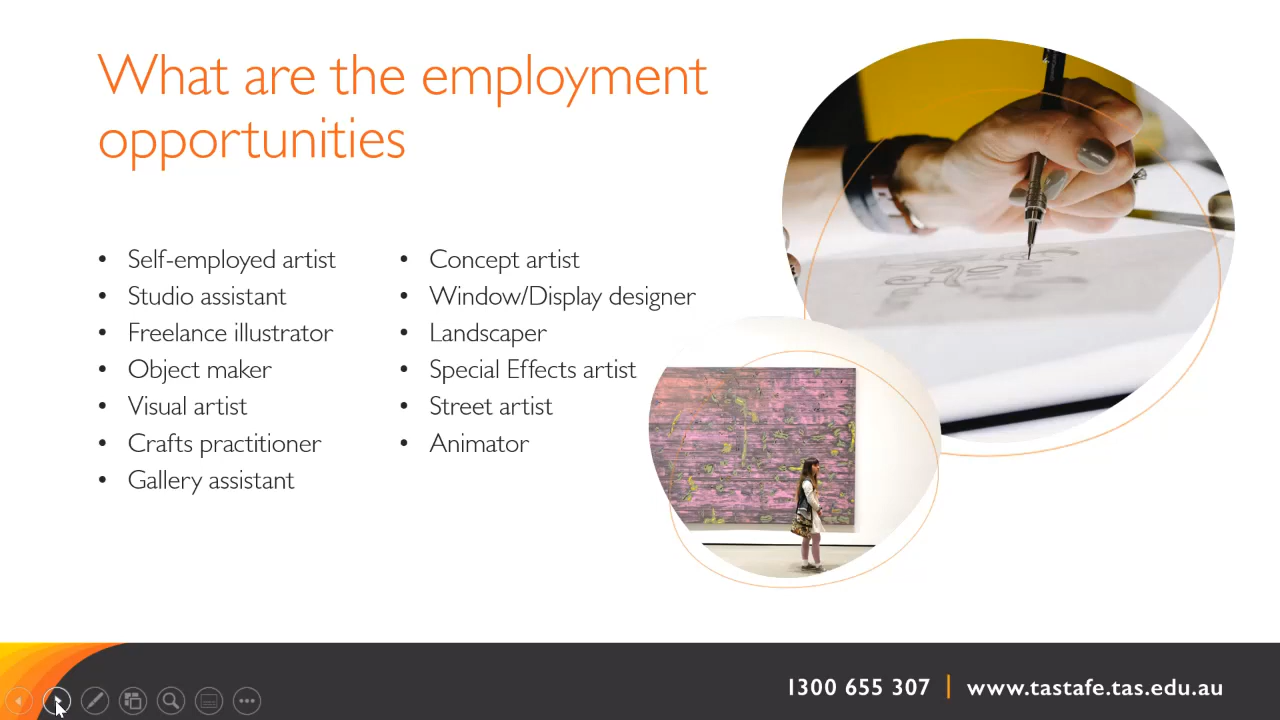 What are the employment
opportunities
• Self-employed artist
• Studio assistant
• Freelance illustrator
• Object maker
• Visual artist
• Crafts practitioner
• Gallery assistant
• Concept artist
• Window/Display designer
• Landscaper
• Special Effects artist
• Street artist
• Animator
1300 655 307 | www.tastafe.tas.edu.au